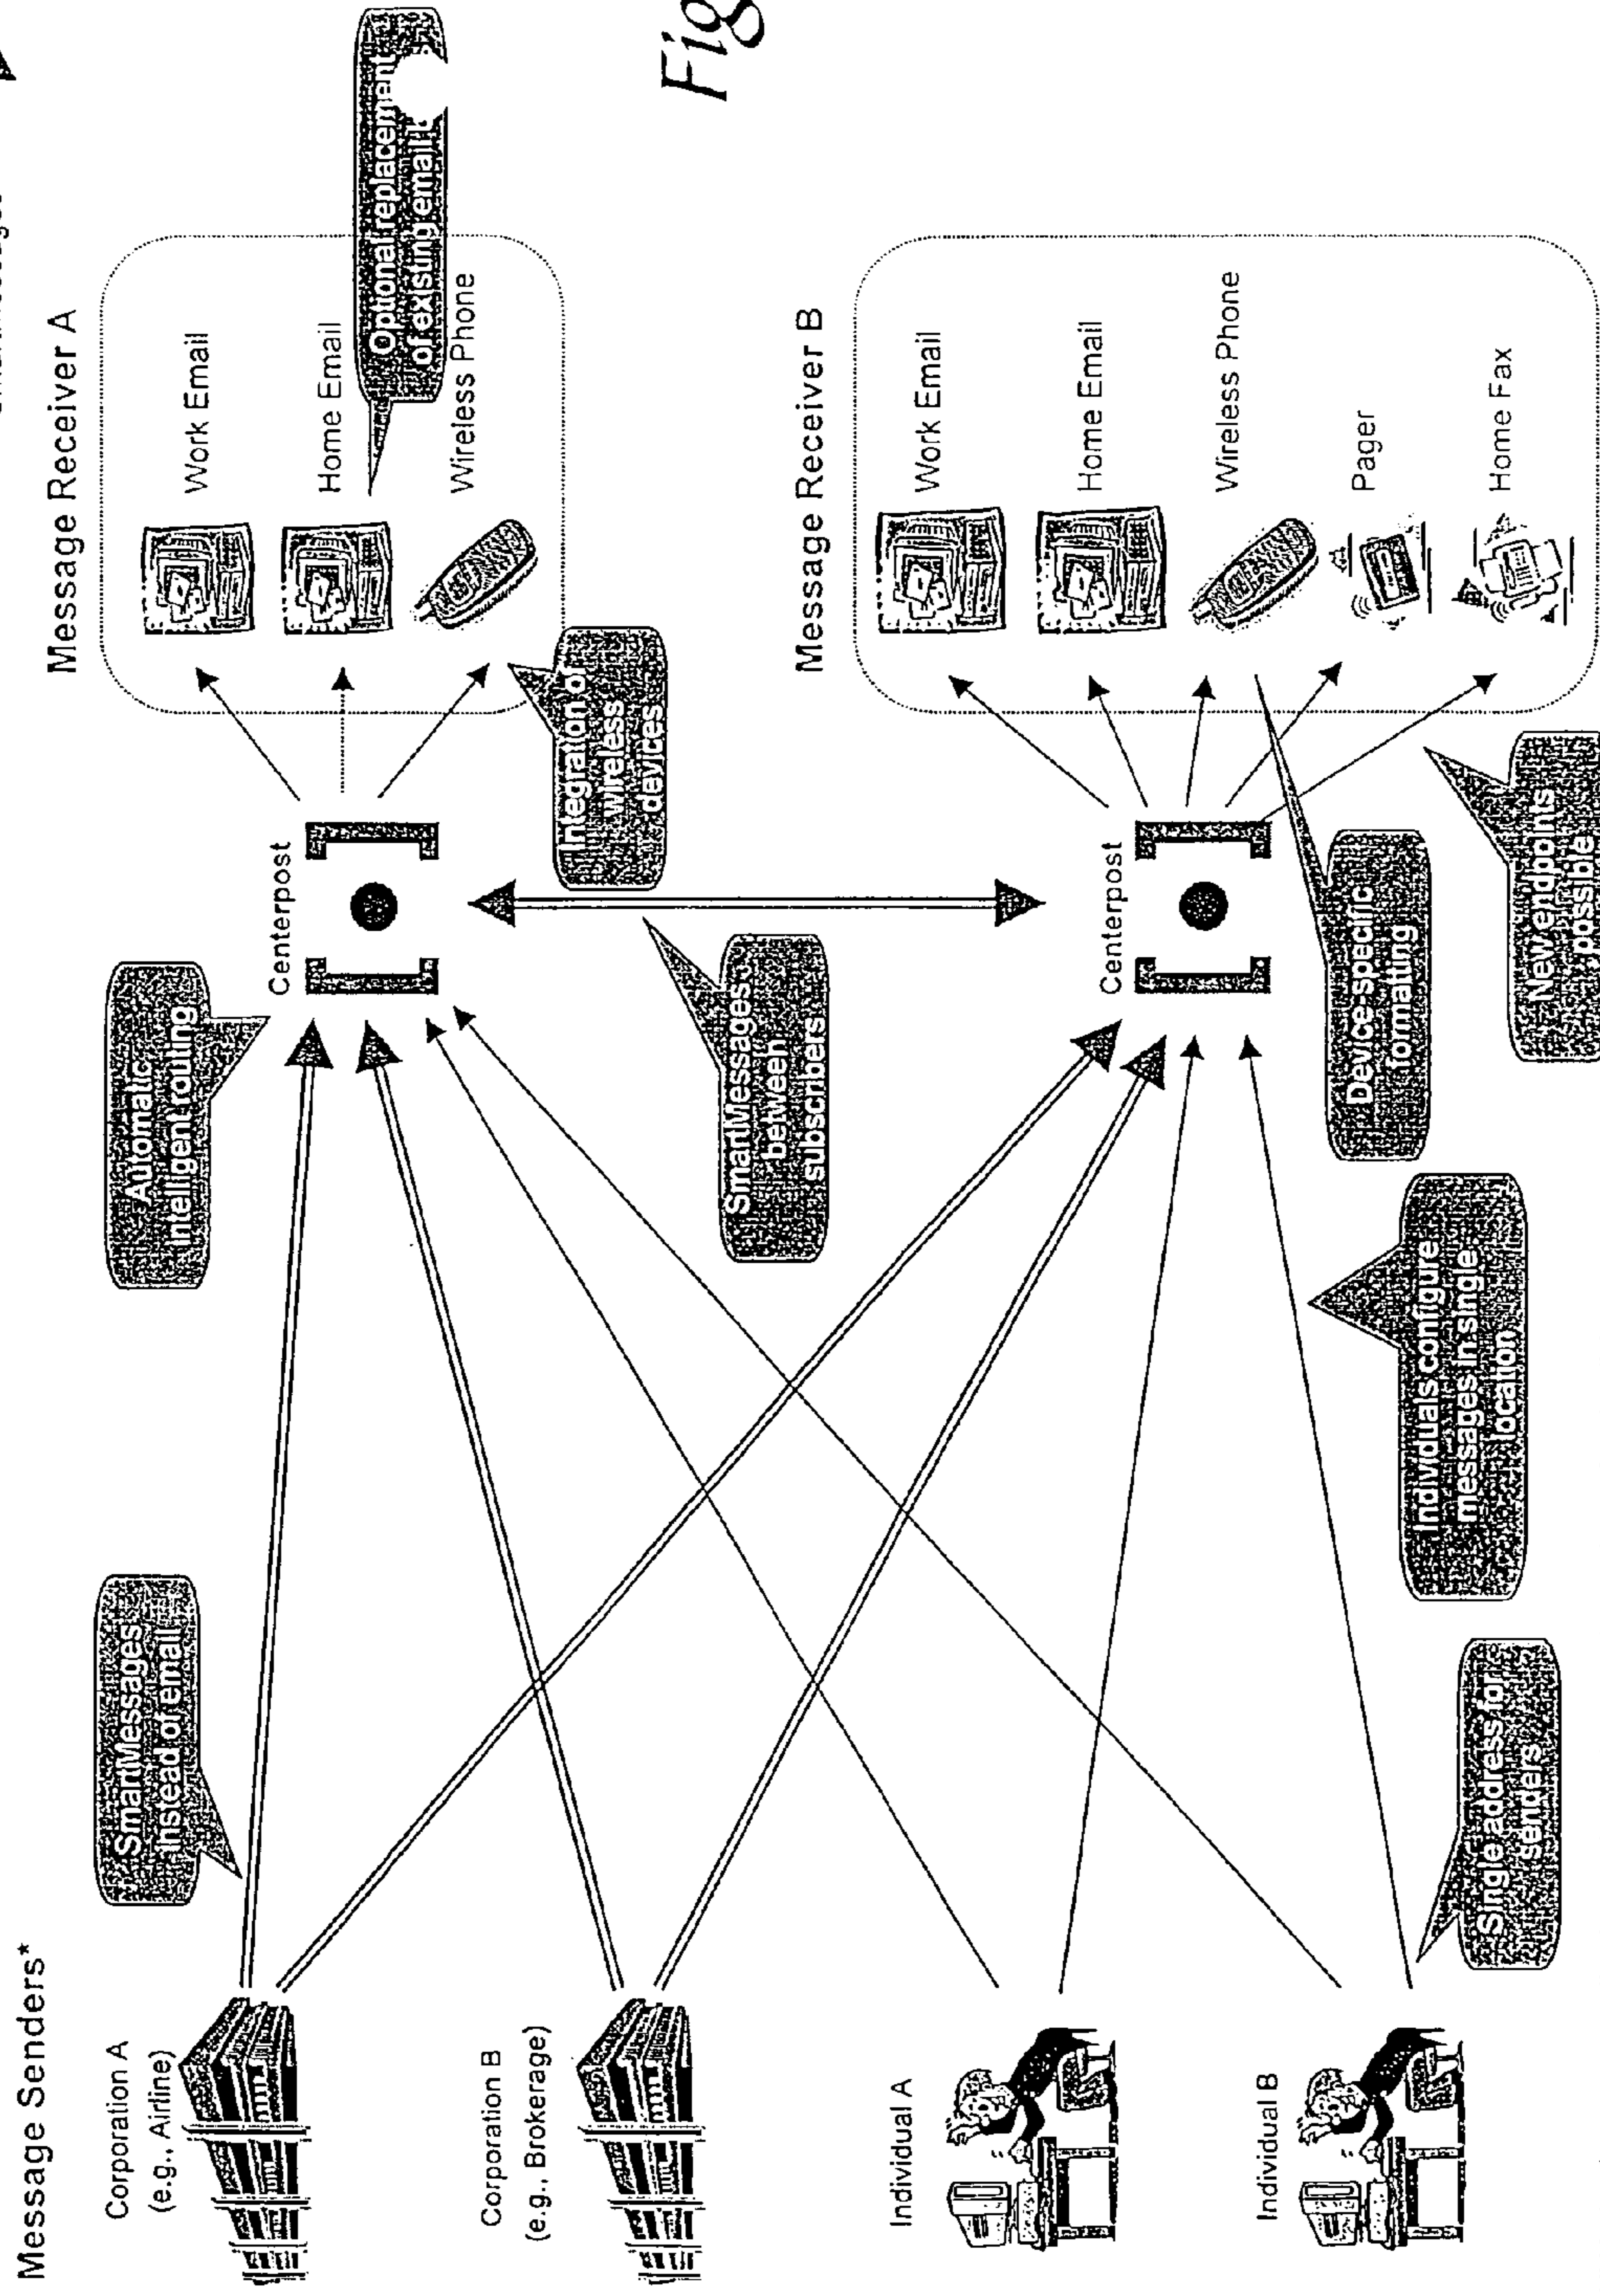 Message Senders*
Corporation A
(e.g., Airline)
Corporation B
(e.g., Brokerage)
Individual A
Individual B
SmartMessages
instead of email
Single address for
senders
Automatic
intelligent routing
Individuals configure
messages in single
location
SmartMessages
between
subscribers
Centerpost
Centerpost
Device-specific
formatting
New endpoints
possible
Integration of
wireless
devices
Message Receiver A
Work Email
Home Email
Wireless Phone
Optional replacement
of existing email
Message Receiver B
Work Email
Home Email
Wireless Phone
Pager
Home Fax
Fig